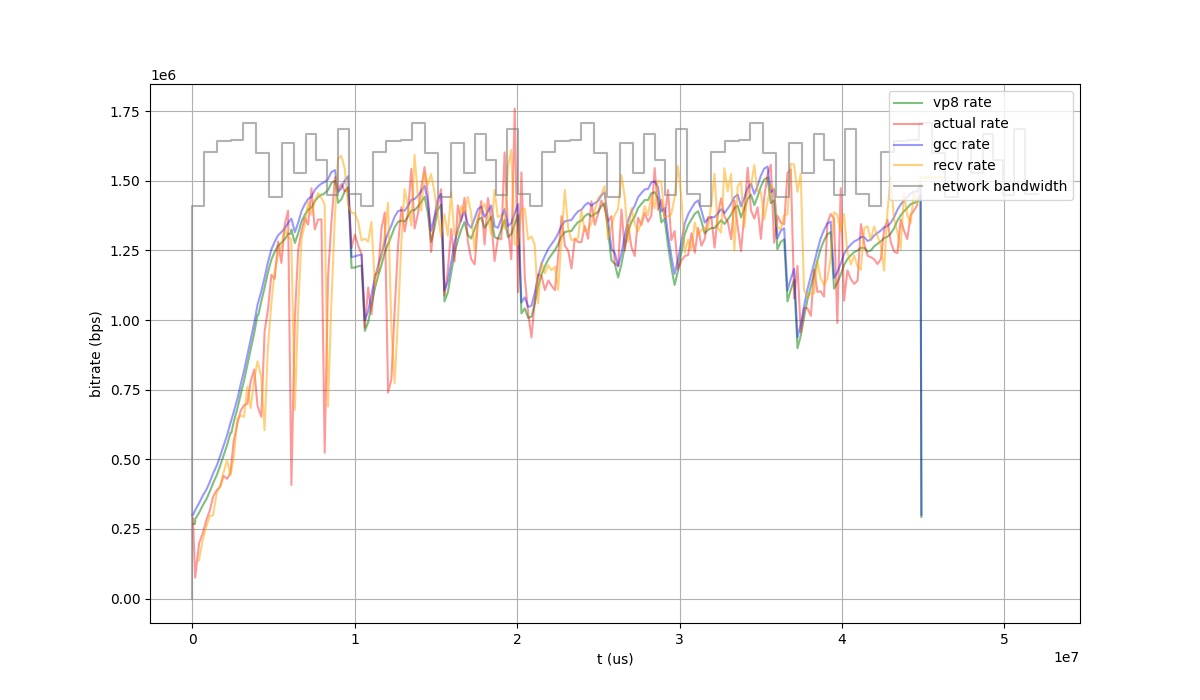 1e6
1.75
1.50
1.25
1.00
0.75
0.50
0.25
0.00
bitrate (bps)
vp8 rate
actual rate
gcc rate
recv rate
network bandwidth
0 1 2 3 4 5
t (us)
1e7